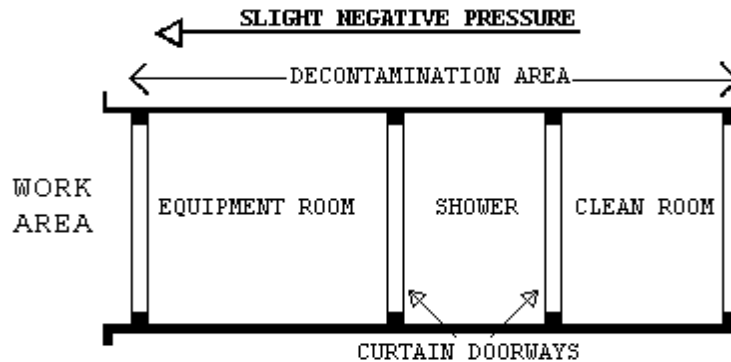 SLIGHT NEGATIVE PRESSURE
DECONTAMINATION AREA
WORK
AREA
EQUIPMENT ROOM
SHOWER
CLEAN ROOM
CURTAIN DOORWAYS